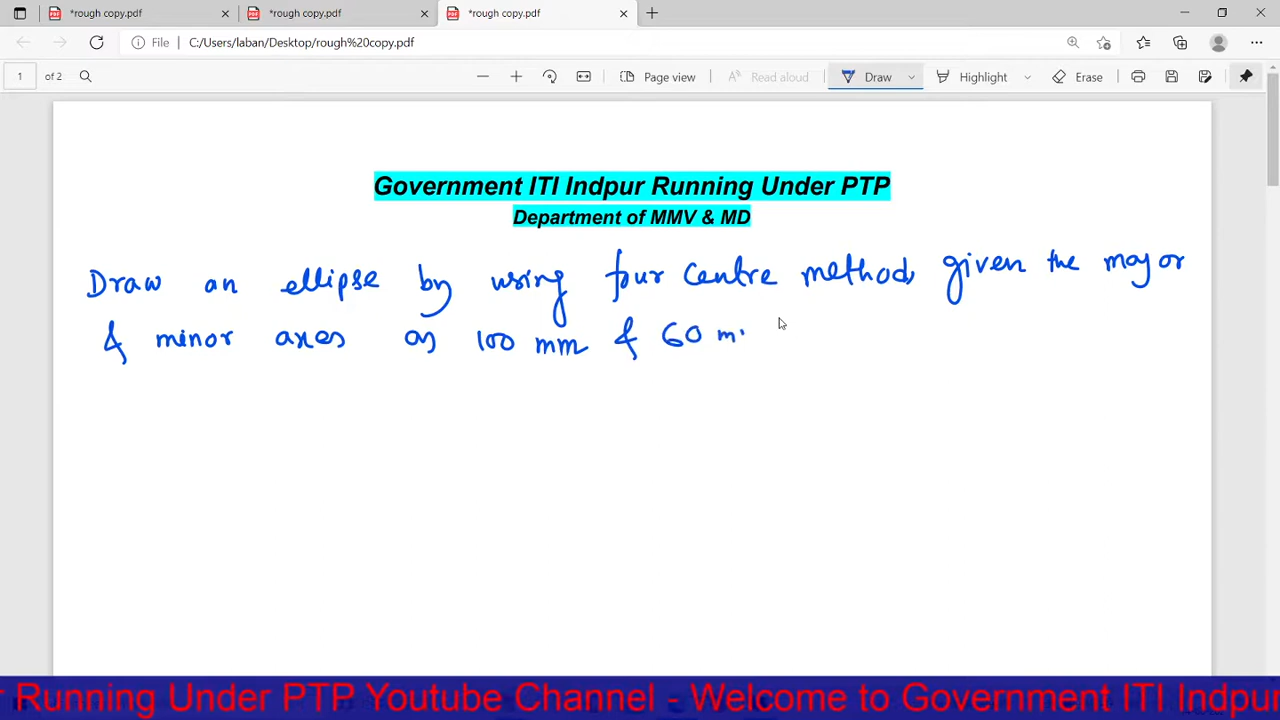 *rough copy.pdf
*rough copy.pdf
*rough copy.pdf
File C:/Users/laban/Desktop/rough%20copy.pdf
1 of 2 Page view Read aloud Draw Highlight Erase
Government ITI Indpur Running Under PTP
Department of MMV & MD
Draw an ellipse by using four centre method, given the major
& minor axes as 100 mm & 60 m
r Running Under PTP Youtube Channel - Welcome to Government ITI Indpur